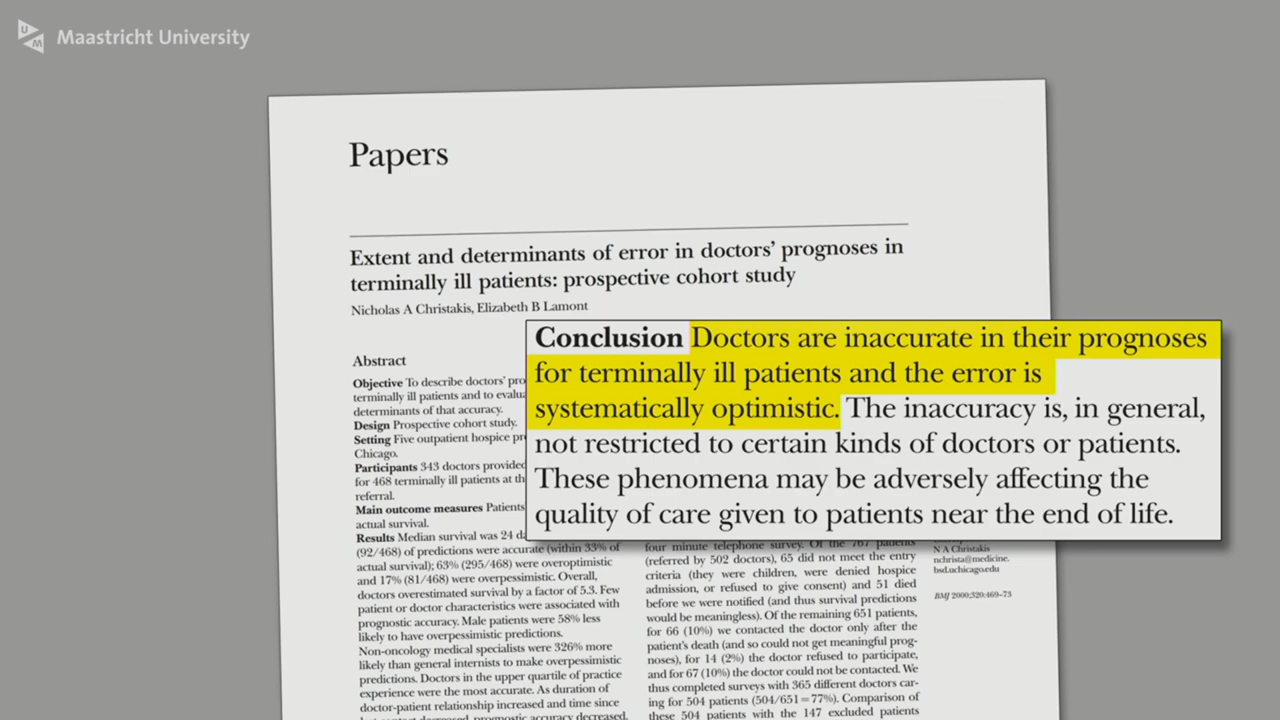 UM
Maastricht University
Papers
Extent and determinants of error in doctors’ prognoses in
terminally ill patients: prospective cohort study
Nicholas A Christakis, Elizabeth B Lamont
Conclusion Doctors are inaccurate in their prognoses
for terminally ill patients and the error is
systematically optimistic. The inaccuracy is, in general,
not restricted to certain kinds of doctors or patients.
These phenomena may be adversely affecting the
quality of care given to patients near the end of life.
Abstract
Objective To describe doctors’
terminally ill patients and to
determinants of that accuracy.
Design Prospective cohort study.
Setting Five outpatient hospice
Chicago.
Participants 343 doctors provided
for 468 terminally ill patients at
referral.
Main outcome measures Patients
actual survival.
Results Median survival was 24
(92/468) of predictions were accurate (within 33% of
actual survival); 63% (295/468) were overoptimistic
and 17% (81/468) were overpessimistic. Overall,
doctors overestimated survival by a factor of 5.3. Few
patient or doctor characteristics were associated with
prognostic accuracy. Male patients were 58% less
likely to have overpessimistic predictions.
Non-oncology medical specialists were 326% more
likely than general internists to make overpessimistic
predictions. Doctors in the upper quartile of practice
experience were the most accurate. As duration of
doctor-patient relationship increased and time since
prognostic accuracy decreased,
four minute telephone survey. Of the 767 patients
(referred by 502 doctors), 65 did not meet the entry
criteria (they were children, were denied hospice
admission, or refused to give consent) and 51 died
before we were notified (and thus survival predictions
would be meaningless). Of the remaining 651 patients,
for 66 (10%) we contacted the doctor only after the
patient’s death (and so could not get meaningful prog-
noses), for 14 (2%) the doctor refused to participate,
and for 67 (10%) the doctor could not be contacted. We
thus completed surveys with 365 different doctors car-
ing for 504 patients (504/651=77%). Comparison of
these 504 patients with the 147 excluded patients
N A Christakis
nchrista@medicine.
bsd.uchicago.edu
BMJ 2000;320:469–73